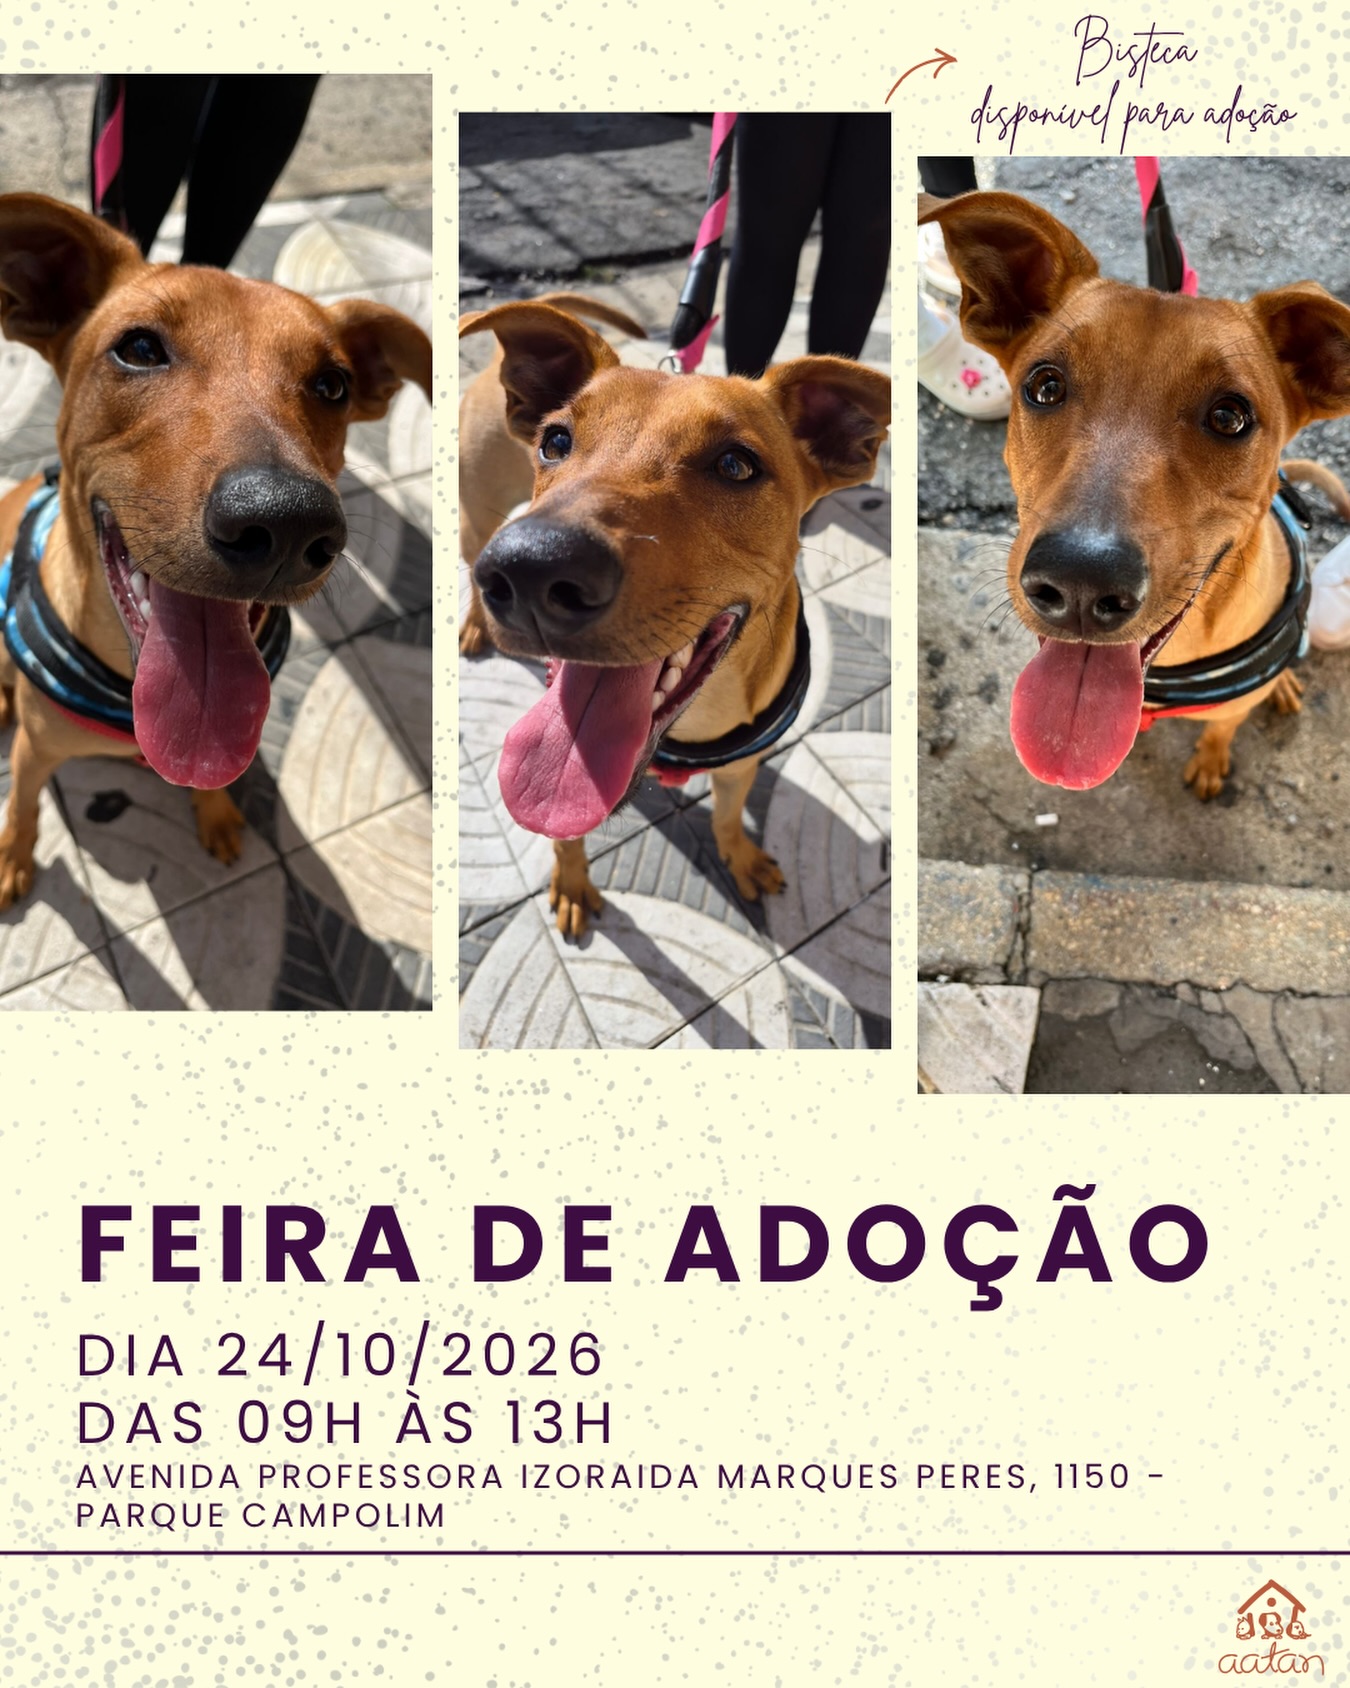 Bisteca
disponível para adoção
FEIRA DE ADOÇÃO
DIA 24/10/2026
DAS 09H ÀS 13H
AVENIDA PROFESSORA IZORAIDA MARQUES PERES, 1150 -
PARQUE CAMPOLIM
aatan